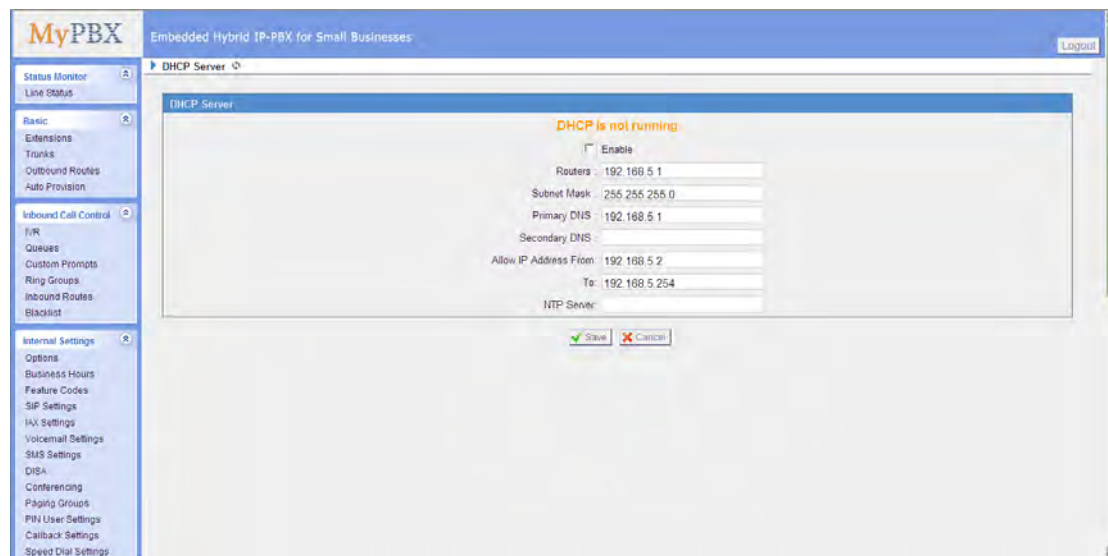 MyPBX
Embedded Hybrid IP-PBX for Small Businesses
Logout
Status Monitor
Line Status
Basic
Extensions
Trunks
Outbound Routes
Auto Provision
Inbound Call Control
IVR
Queues
Custom Prompts
Ring Groups
Inbound Routes
Blacklist
Internal Settings
Options
Business Hours
Feature Codes
SIP Settings
IAX Settings
Voicemail Settings
SMS Settings
DISA
Conferencing
Paging Groups
PIN User Settings
Callback Settings
Speed Dial Settings
DHCP Server
DHCP Server
DHCP is not running
Enable
Routers : 192.168.5.1
Subnet Mask : 255.255.255.0
Primary DNS : 192.168.5.1
Secondary DNS :
Allow IP Address From: 192.168.5.2
To: 192.168.5.254
NTP Server:
Save Cancel